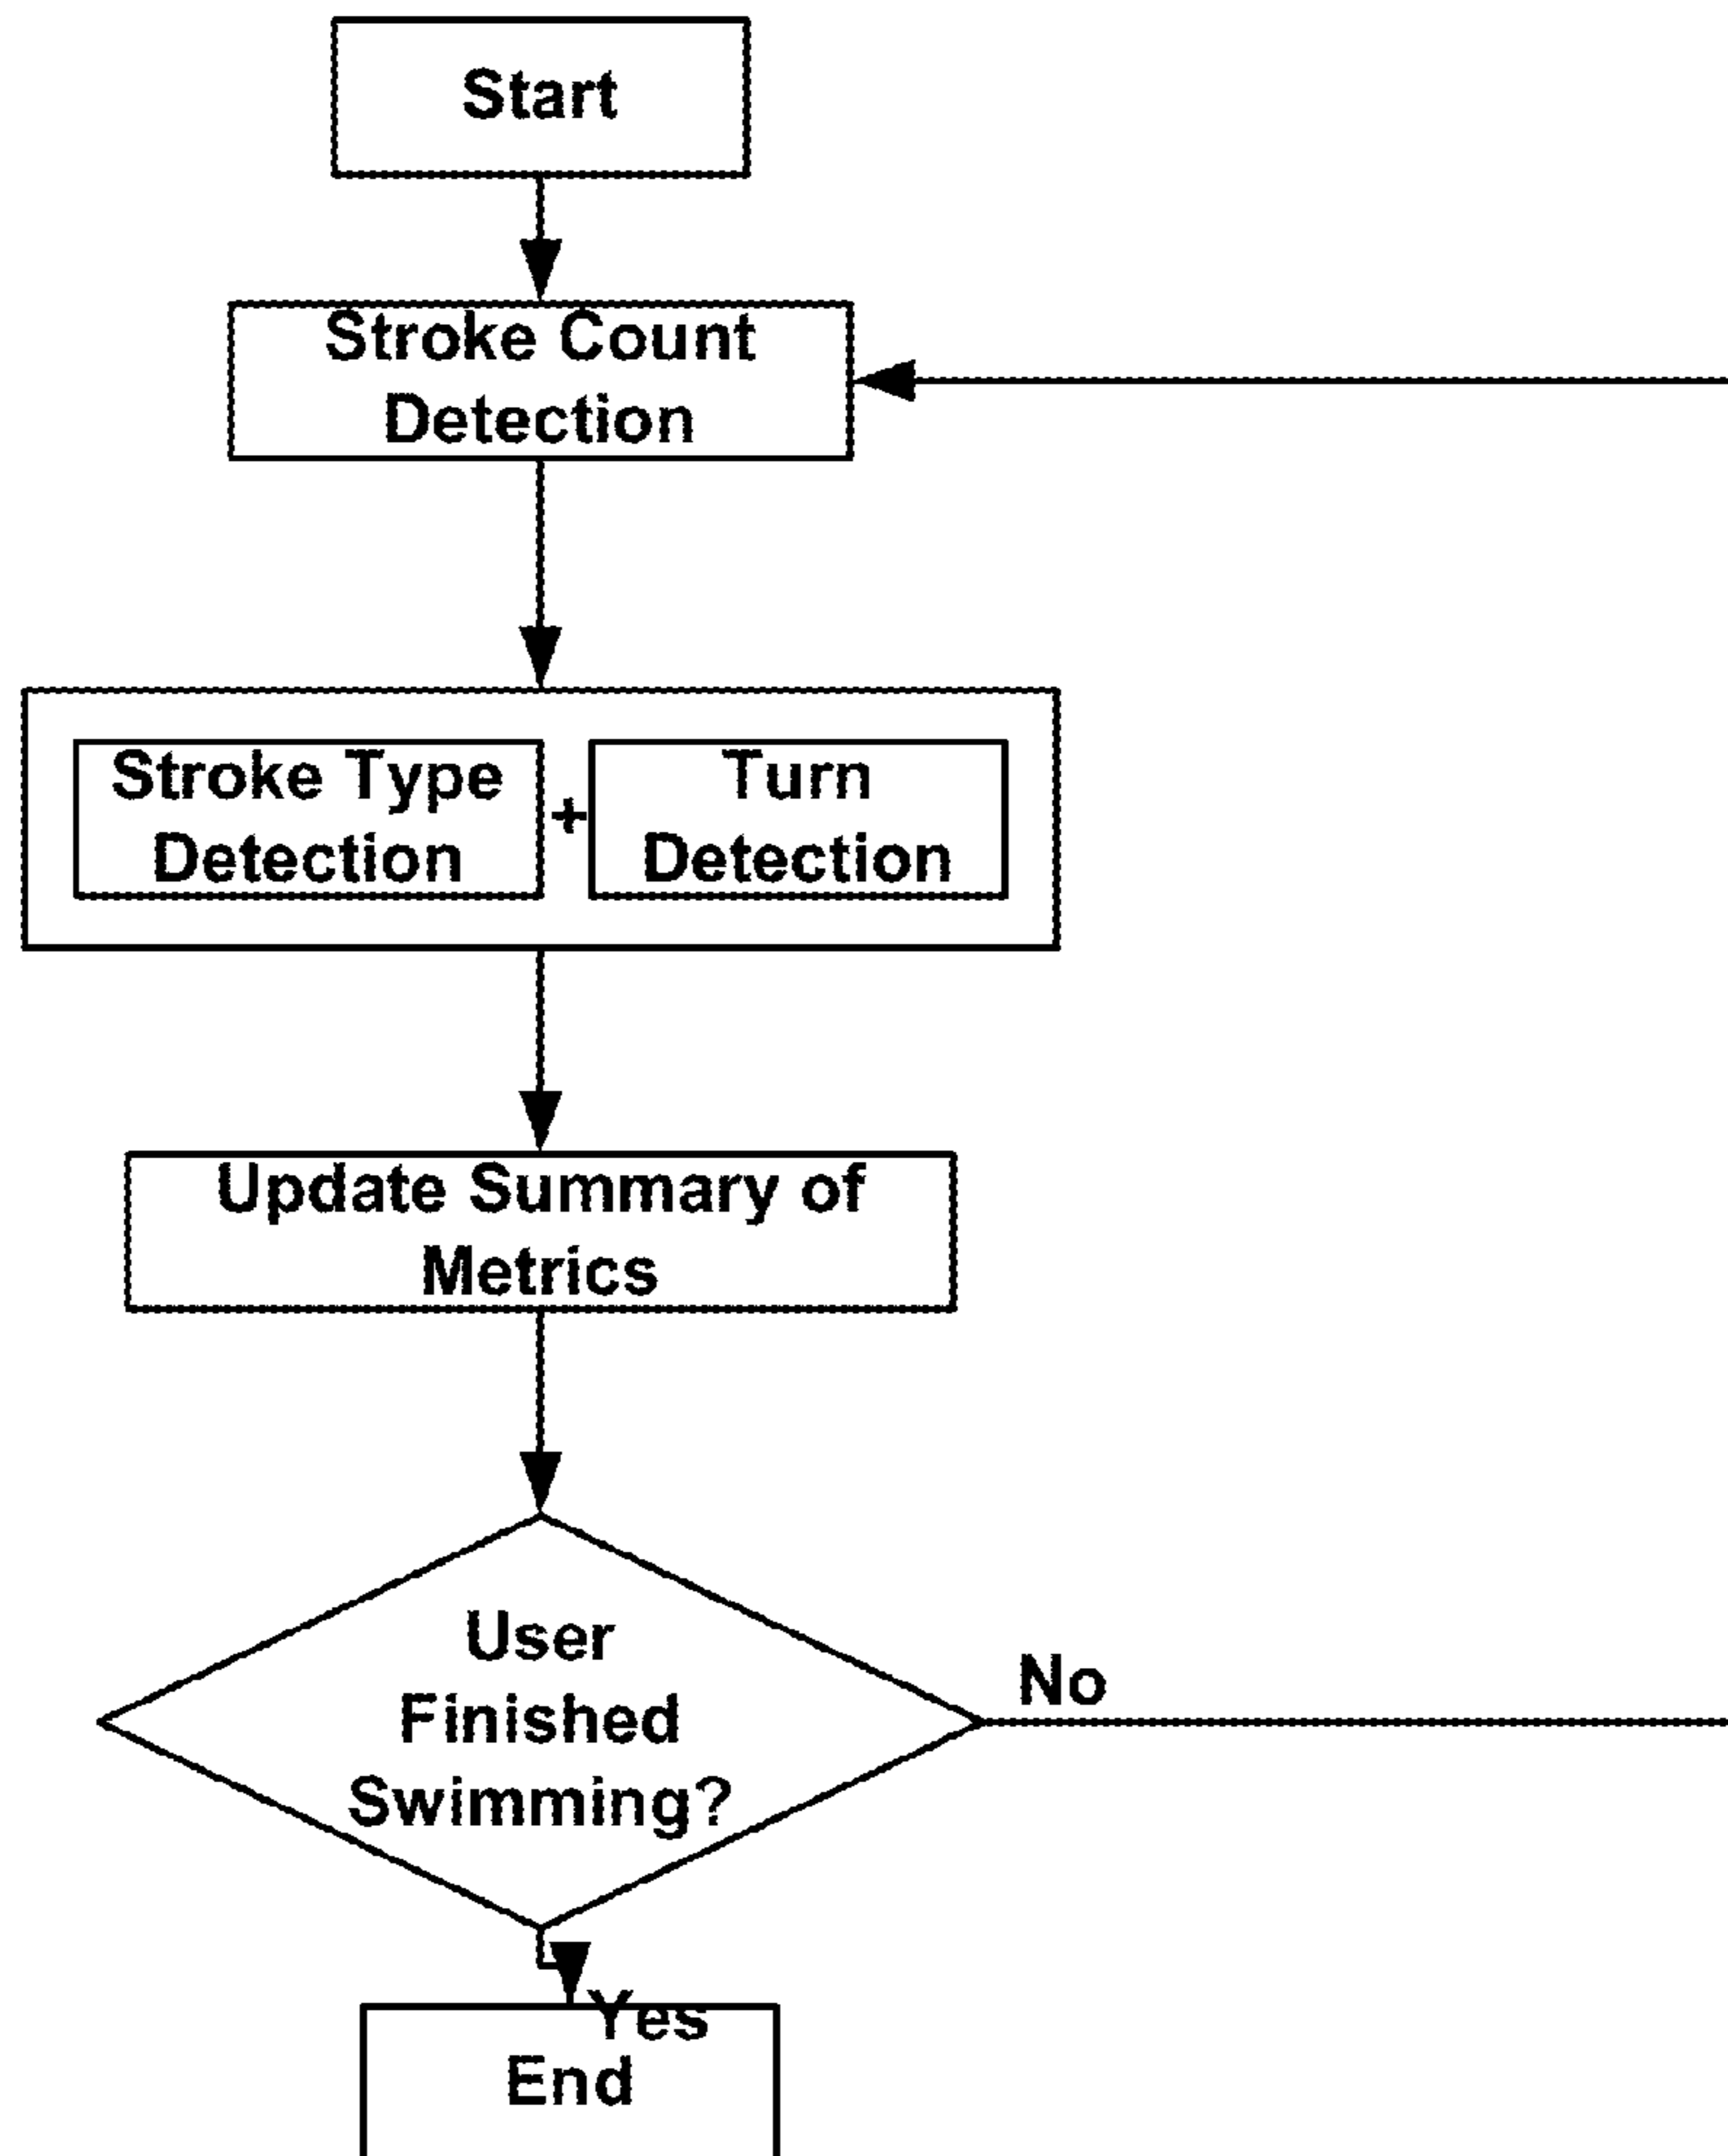 Start
Stroke Count
Detection
Stroke Type
Detection
+
Turn
Detection
Update Summary of
Metrics
User
Finished
Swimming?
No
Yes
End